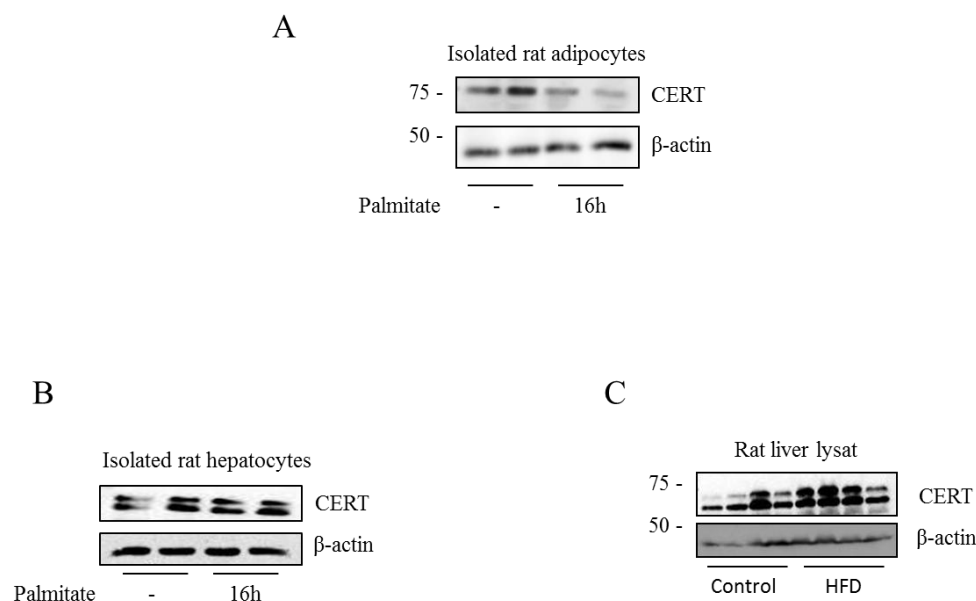 A
Isolated rat adipocytes
75 -
CERT
50 -
β-actin
Palmitate - 16h
B
Isolated rat hepatocytes
CERT
β-actin
Palmitate - 16h
C
Rat liver lysat
75 -
CERT
50 -
β-actin
Control HFD